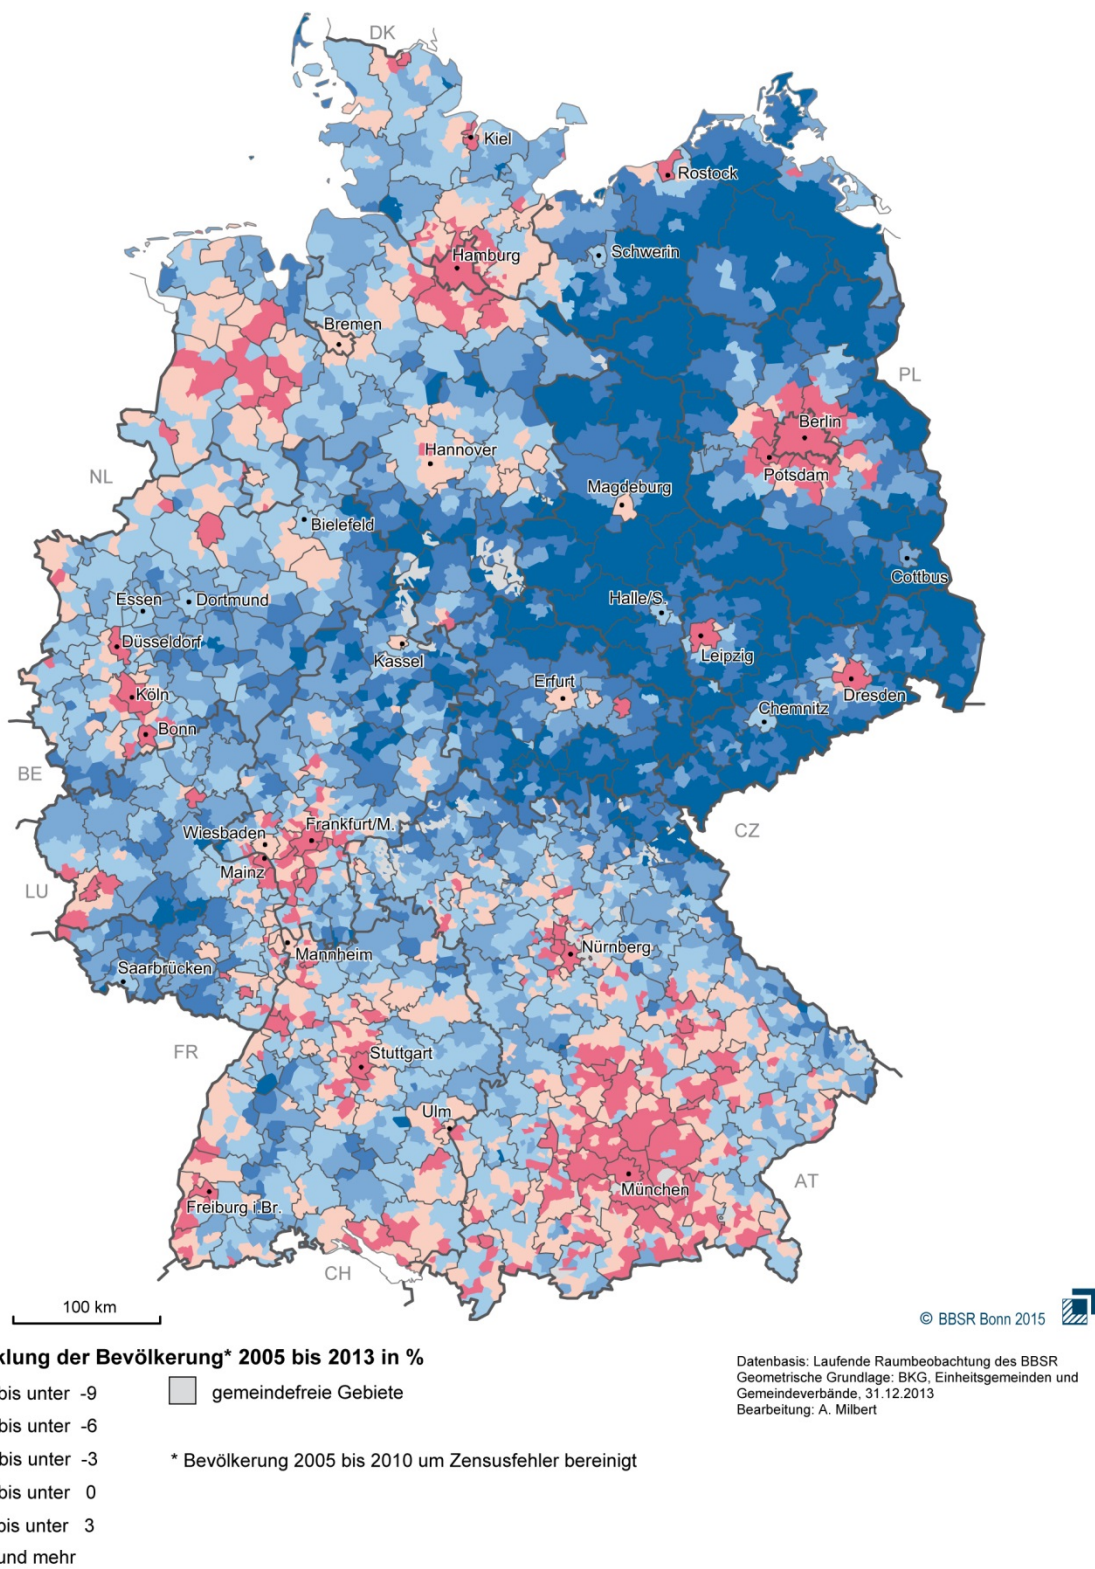 DK
Kiel
Rostock
Hamburg
Schwerin
Bremen
PL
Berlin
Hannover
Potsdam
NL
Magdeburg
Bielefeld
Cottbus
Essen
Dortmund
Halle/S.
Düsseldorf
Leipzig
Kassel
Erfurt
Köln
Dresden
Chemnitz
Bonn
BE
Wiesbaden
Frankfurt/M.
CZ
Mainz
LU
Nürnberg
Mannheim
Saarbrücken
FR
Stuttgart
Ulm
AT
München
Freiburg i.Br.
CH
100 km
© BBSR Bonn 2015
klung der Bevölkerung* 2005 bis 2013 in %
bis unter -9
bis unter -6
bis unter -3
bis unter 0
bis unter 3
und mehr
gemeindefreie Gebiete
* Bevölkerung 2005 bis 2010 um Zensusfehler bereinigt
Datenbasis: Laufende Raumbeobachtung des BBSR
Geometrische Grundlage: BKG, Einheitsgemeinden und
Gemeindeverbände, 31.12.2013
Bearbeitung: A. Milbert